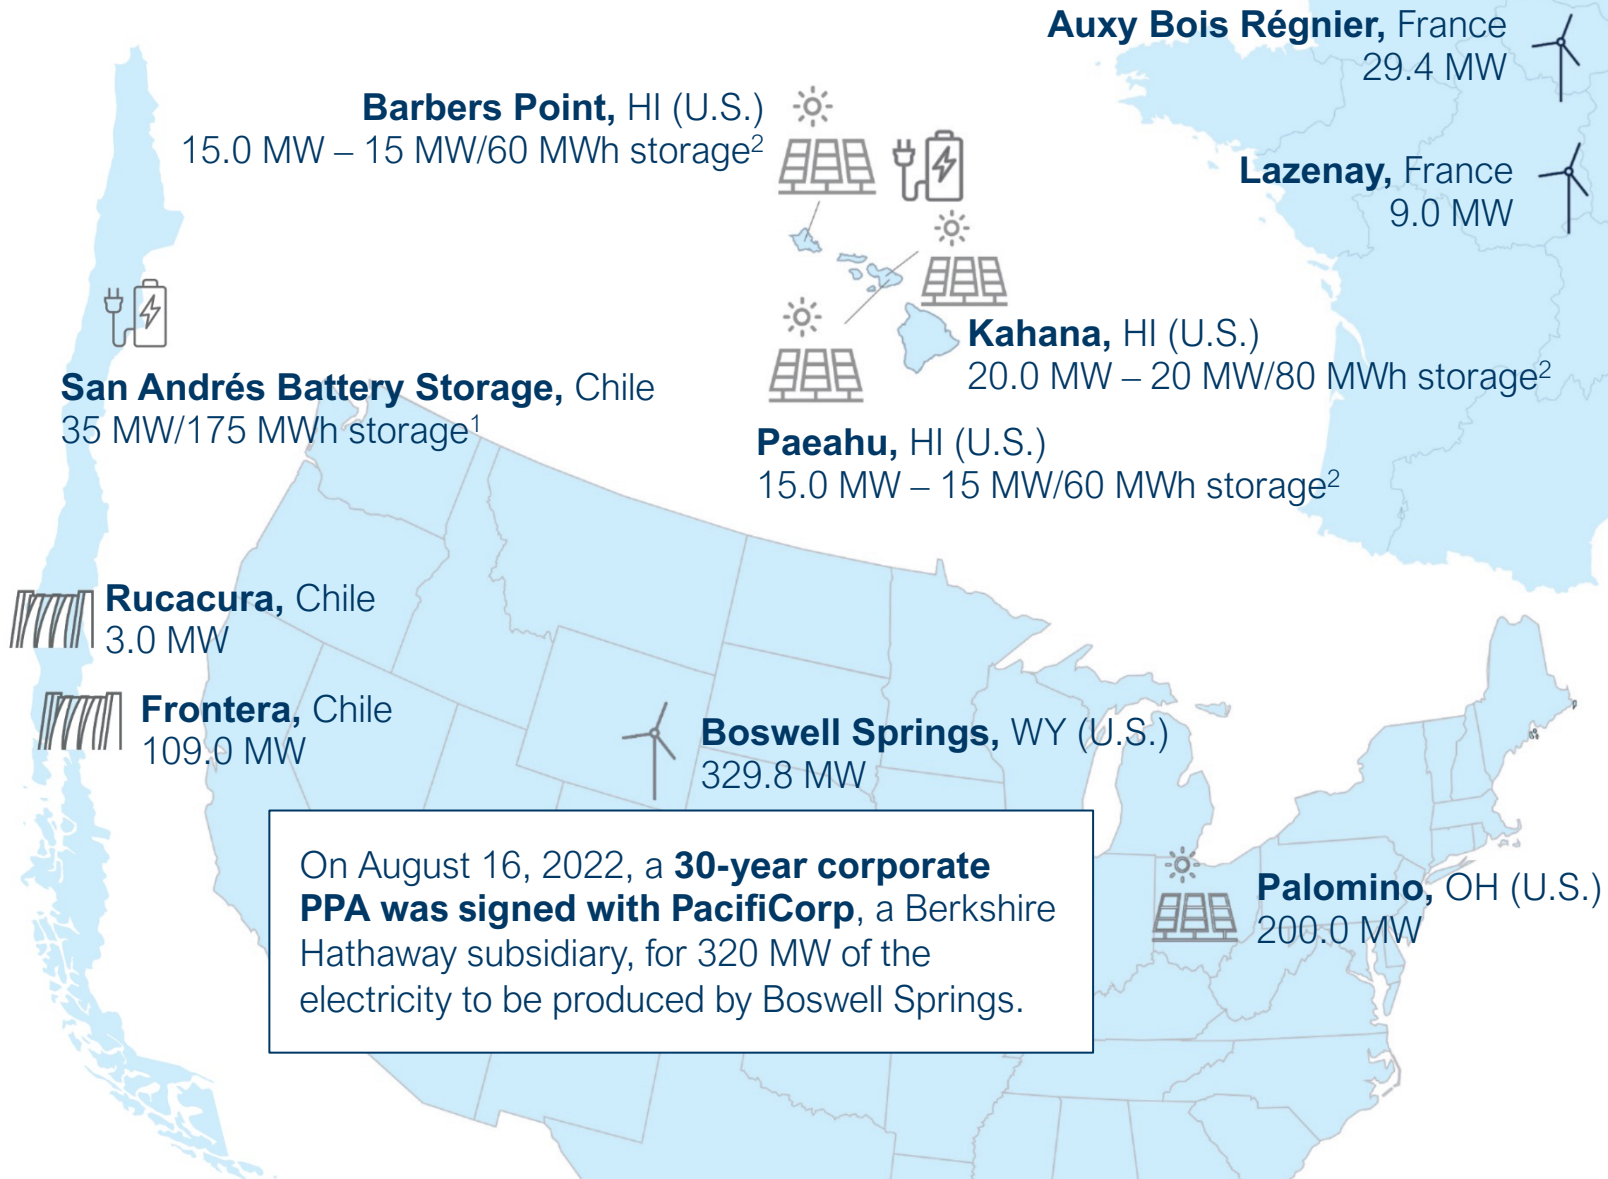 Auxy Bois Régnier, France
29.4 MW
Barbers Point, HI (U.S.)
15.0 MW – 15 MW/60 MWh storage²
Lazenay, France
9.0 MW
Kahana, HI (U.S.)
20.0 MW – 20 MW/80 MWh storage²
San Andrés Battery Storage, Chile
35 MW/175 MWh storage¹
Paeahu, HI (U.S.)
15.0 MW – 15 MW/60 MWh storage²
Rucacura, Chile
3.0 MW
Frontera, Chile
109.0 MW
Boswell Springs, WY (U.S.)
329.8 MW
On August 16, 2022, a 30-year corporate
PPA was signed with PacifiCorp, a Berkshire
Hathaway subsidiary, for 320 MW of the
electricity to be produced by Boswell Springs.
Palomino, OH (U.S.)
200.0 MW